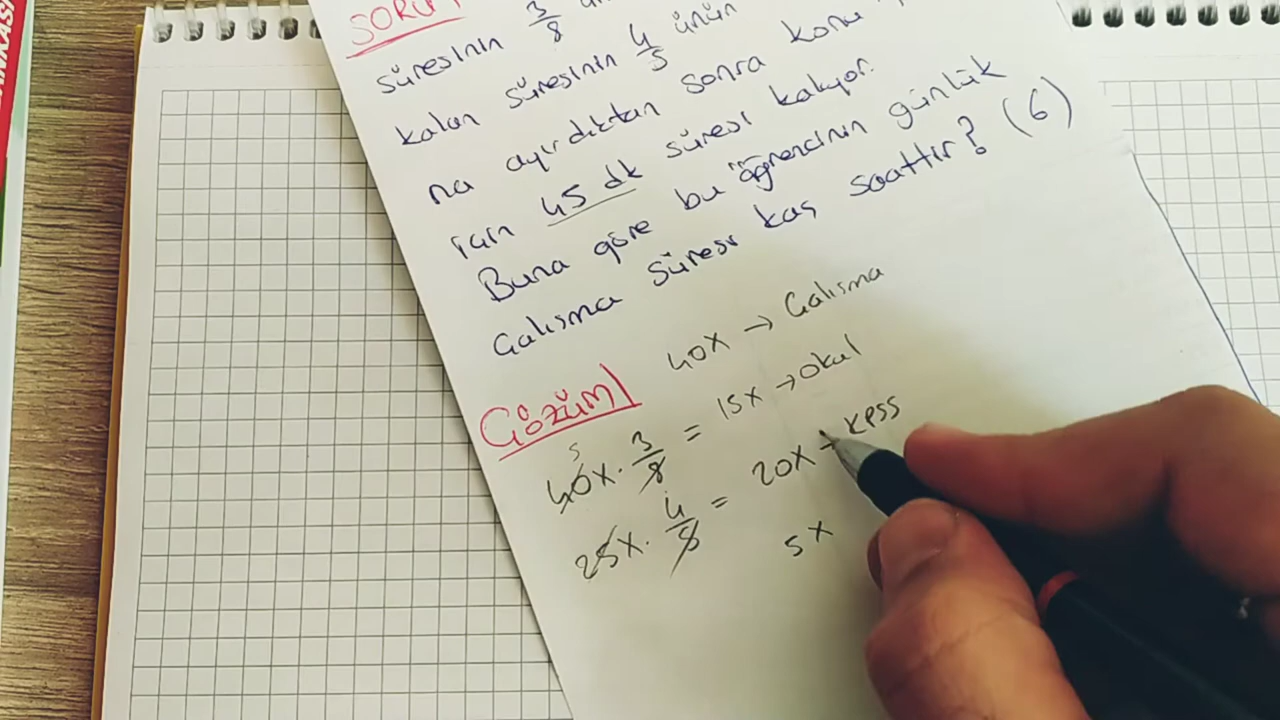 SORU
süresinin 3/8
kalan süresinin 4/5 ünün
na ayırdıktan sonra konu
için 45 dk süresi kalıyor.
Buna göre bu öğrencinin günlük
çalışma süresi kaç saattir? (6)
Çözüm
40x → Çalışma
40x · 3/8 = 15x → Okul
5
25x · 4/5 = 20x → KPSS
5x